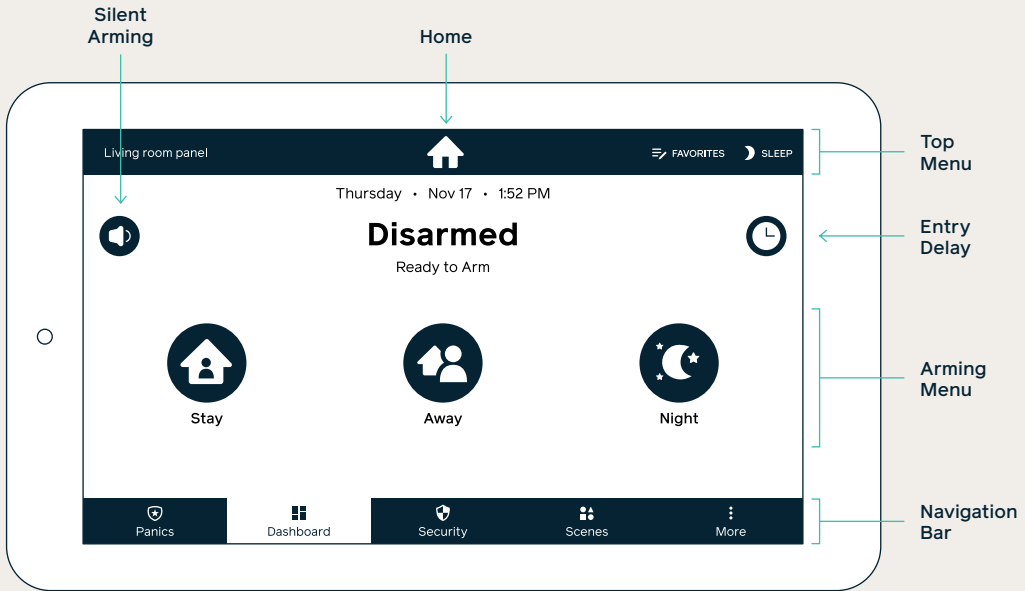 Silent
Arming
Home
Living room panel
FAVORITES
SLEEP
Top
Menu
Thursday • Nov 17 • 1:52 PM
Disarmed
Ready to Arm
Entry
Delay
Stay
Away
Night
Arming
Menu
Panics
Dashboard
Security
Scenes
More
Navigation
Bar